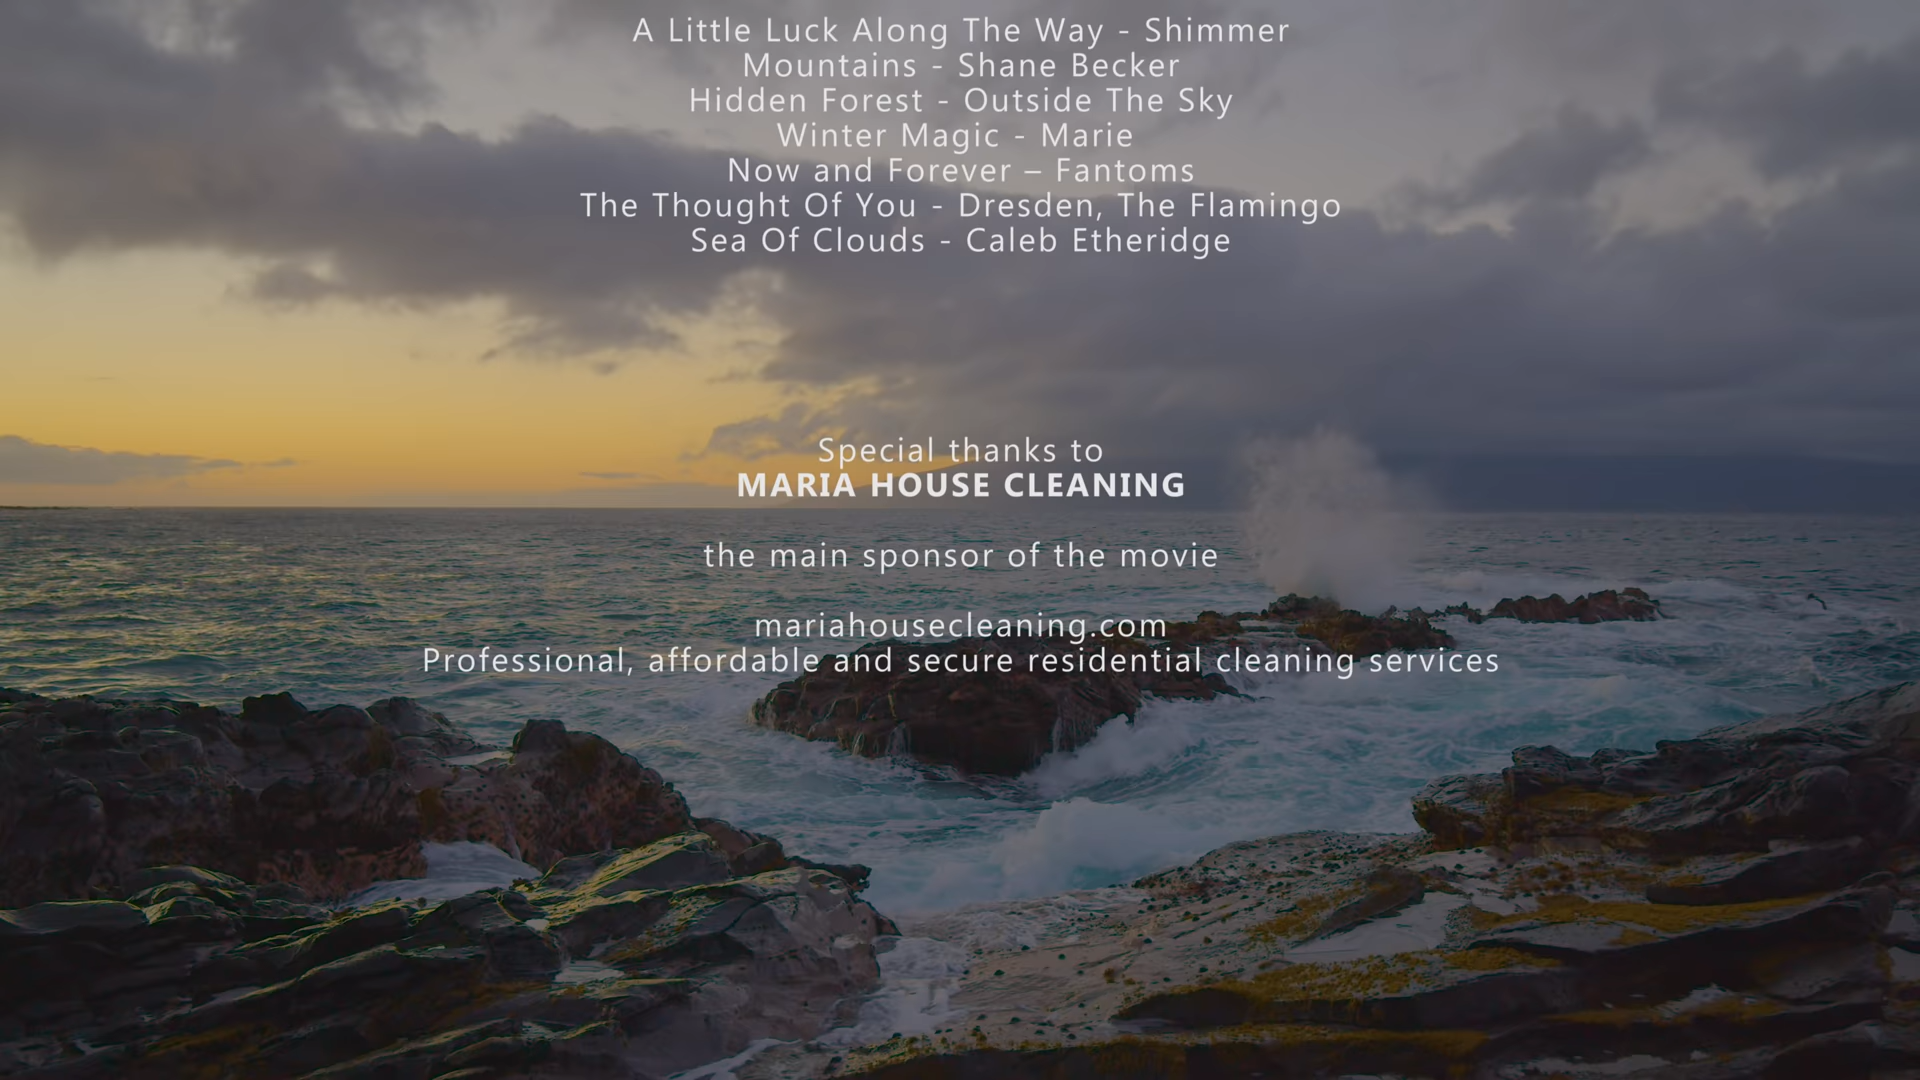 A Little Luck Along The Way - Shimmer
Mountains - Shane Becker
Hidden Forest - Outside The Sky
Winter Magic - Marie
Now and Forever – Fantoms
The Thought Of You - Dresden, The Flamingo
Sea Of Clouds - Caleb Etheridge
Special thanks to
MARIA HOUSE CLEANING
the main sponsor of the movie
mariahousecleaning.com
Professional, affordable and secure residential cleaning services